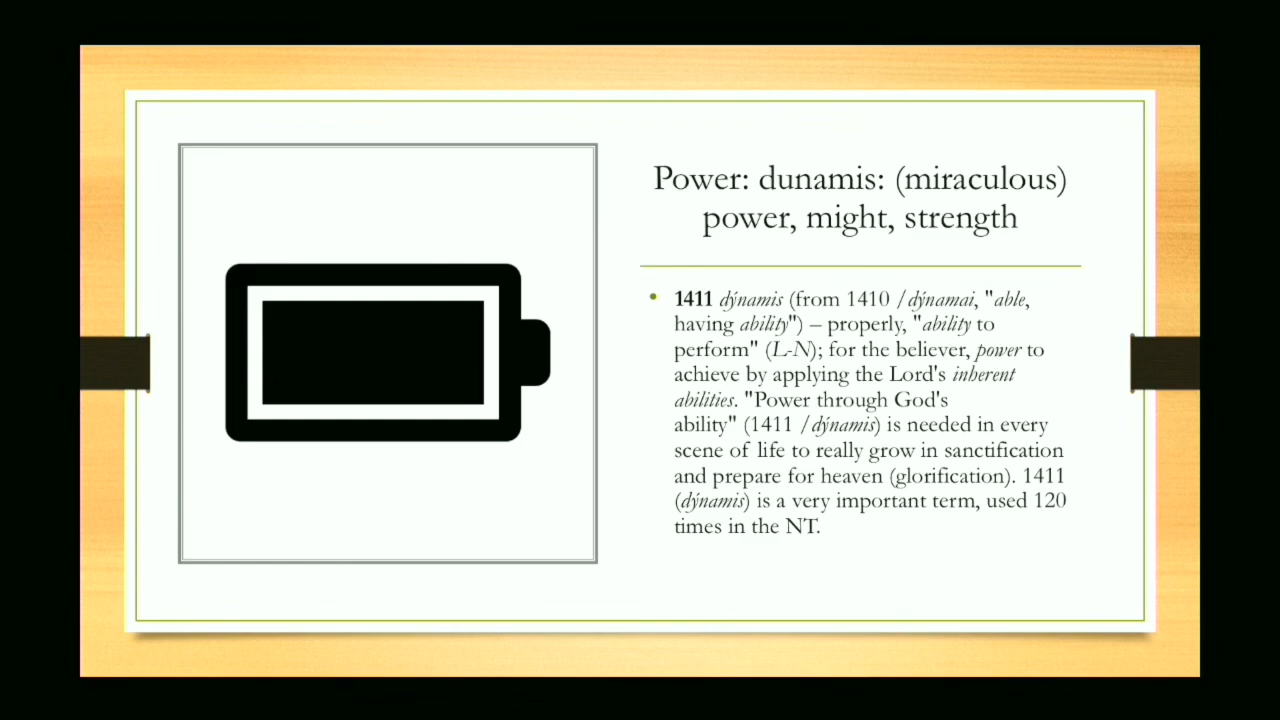 Power: dunamis: (miraculous)
power, might, strength
• 1411 dýnamis (from 1410 /dýnamai, "able,
having ability") – properly, "ability to
perform" (L-N); for the believer, power to
achieve by applying the Lord's inherent
abilities. "Power through God's
ability" (1411 /dýnamis) is needed in every
scene of life to really grow in sanctification
and prepare for heaven (glorification). 1411
(dýnamis) is a very important term, used 120
times in the NT.